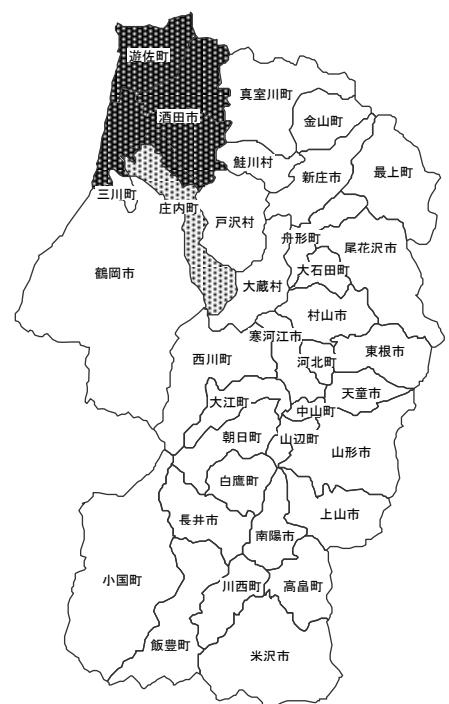 遊佐町
真室川町
酒田市
金山町
鮭川村
最上町
新庄市
三川町
庄内町
戸沢村
舟形町
尾花沢市
鶴岡市
大石田町
大蔵村
村山市
寒河江市
東根市
西川町
河北町
天童市
大江町
中山町
朝日町
山辺町
山形市
白鷹町
上山市
長井市
南陽市
小国町
川西町
高畠町
飯豊町
米沢市